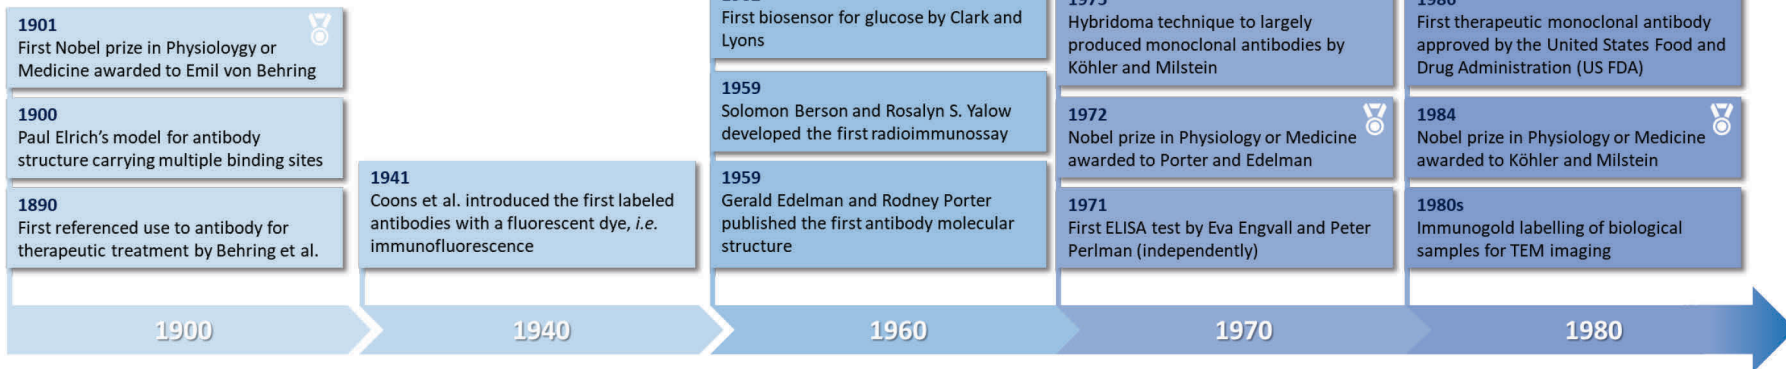 1901
First Nobel prize in Physioloygy or
Medicine awarded to Emil von Behring
1900
Paul Elrich's model for antibody
structure carrying multiple binding sites
1890
First referenced use to antibody for
therapeutic treatment by Behring et al.
1941
Coons et al. introduced the first labeled
antibodies with a fluorescent dye, i.e.
immunofluorescence
First biosensor for glucose by Clark and
Lyons
1959
Solomon Berson and Rosalyn S. Yalow
developed the first radioimmunossay
1959
Gerald Edelman and Rodney Porter
published the first antibody molecular
structure
1975
Hybridoma technique to largely
produced monoclonal antibodies by
Köhler and Milstein
1972
Nobel prize in Physiology or Medicine
awarded to Porter and Edelman
1971
First ELISA test by Eva Engvall and Peter
Perlman (independently)
1986
First therapeutic monoclonal antibody
approved by the United States Food and
Drug Administration (US FDA)
1984
Nobel prize in Physiology or Medicine
awarded to Köhler and Milstein
1980s
Immunogold labelling of biological
samples for TEM imaging
1900
1940
1960
1970
1980